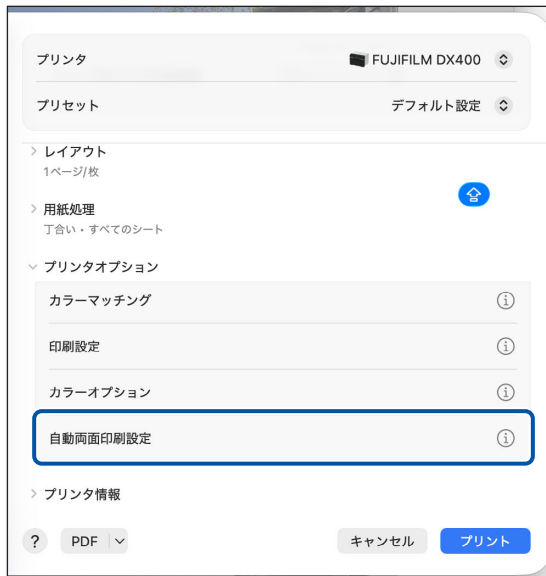 プリンタ
FUJIFILM DX400
プリセット
デフォルト設定
レイアウト
1ページ/枚
用紙処理
丁合い・すべてのシート
プリンタオプション
カラーマッチング
印刷設定
カラーオプション
自動両面印刷設定
プリンタ情報
? PDF キャンセル プリント